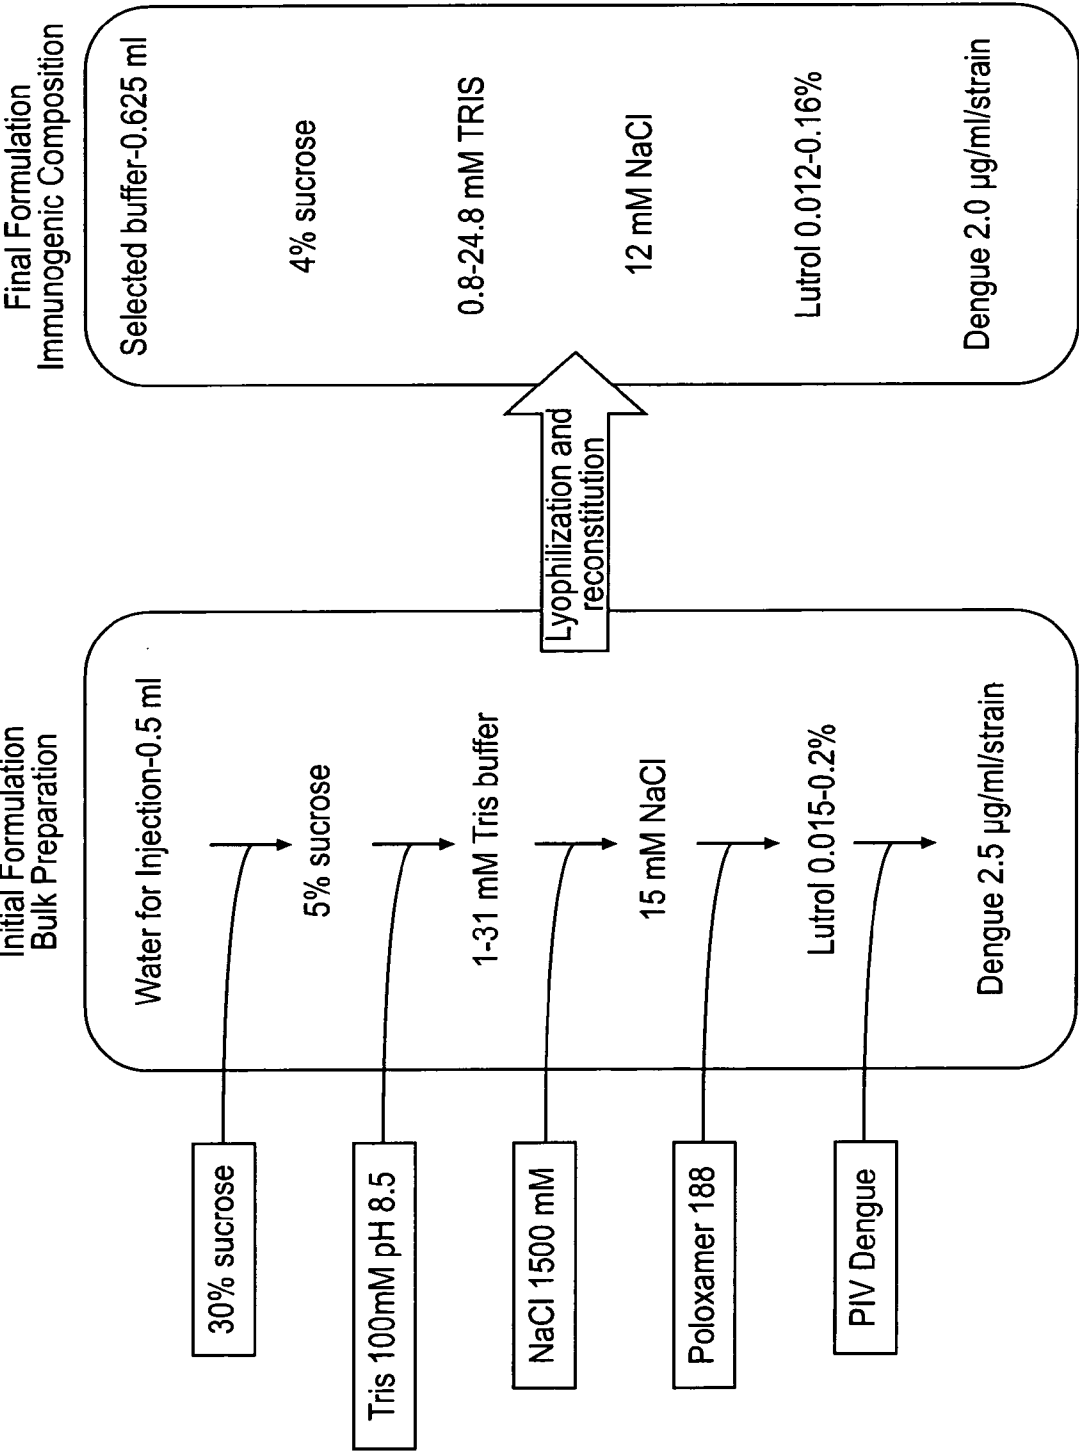 Initial Formulation
Bulk Preparation
30% sucrose
Tris 100mM pH 8.5
NaCl 1500 mM
Poloxamer 188
PIV Dengue
Water for Injection-0.5 ml
5% sucrose
1-31 mM Tris buffer
15 mM NaCl
Lutrol 0.015-0.2%
Dengue 2.5 µg/ml/strain
Lyophilization and
reconstitution
Final Formulation
Immunogenic Composition
Selected buffer-0.625 ml
4% sucrose
0.8-24.8 mM TRIS
12 mM NaCl
Lutrol 0.012-0.16%
Dengue 2.0 µg/ml/strain